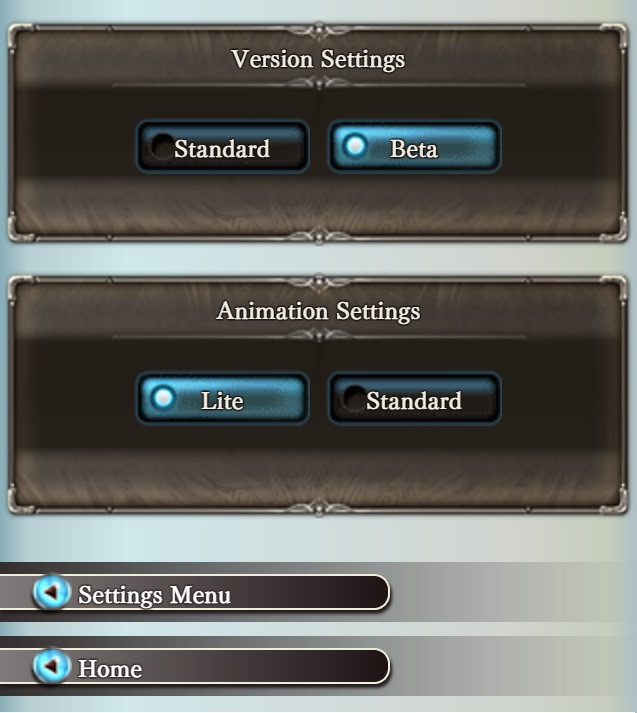 Version Settings
Standard
Beta
Animation Settings
Lite
Standard
Settings Menu
Home